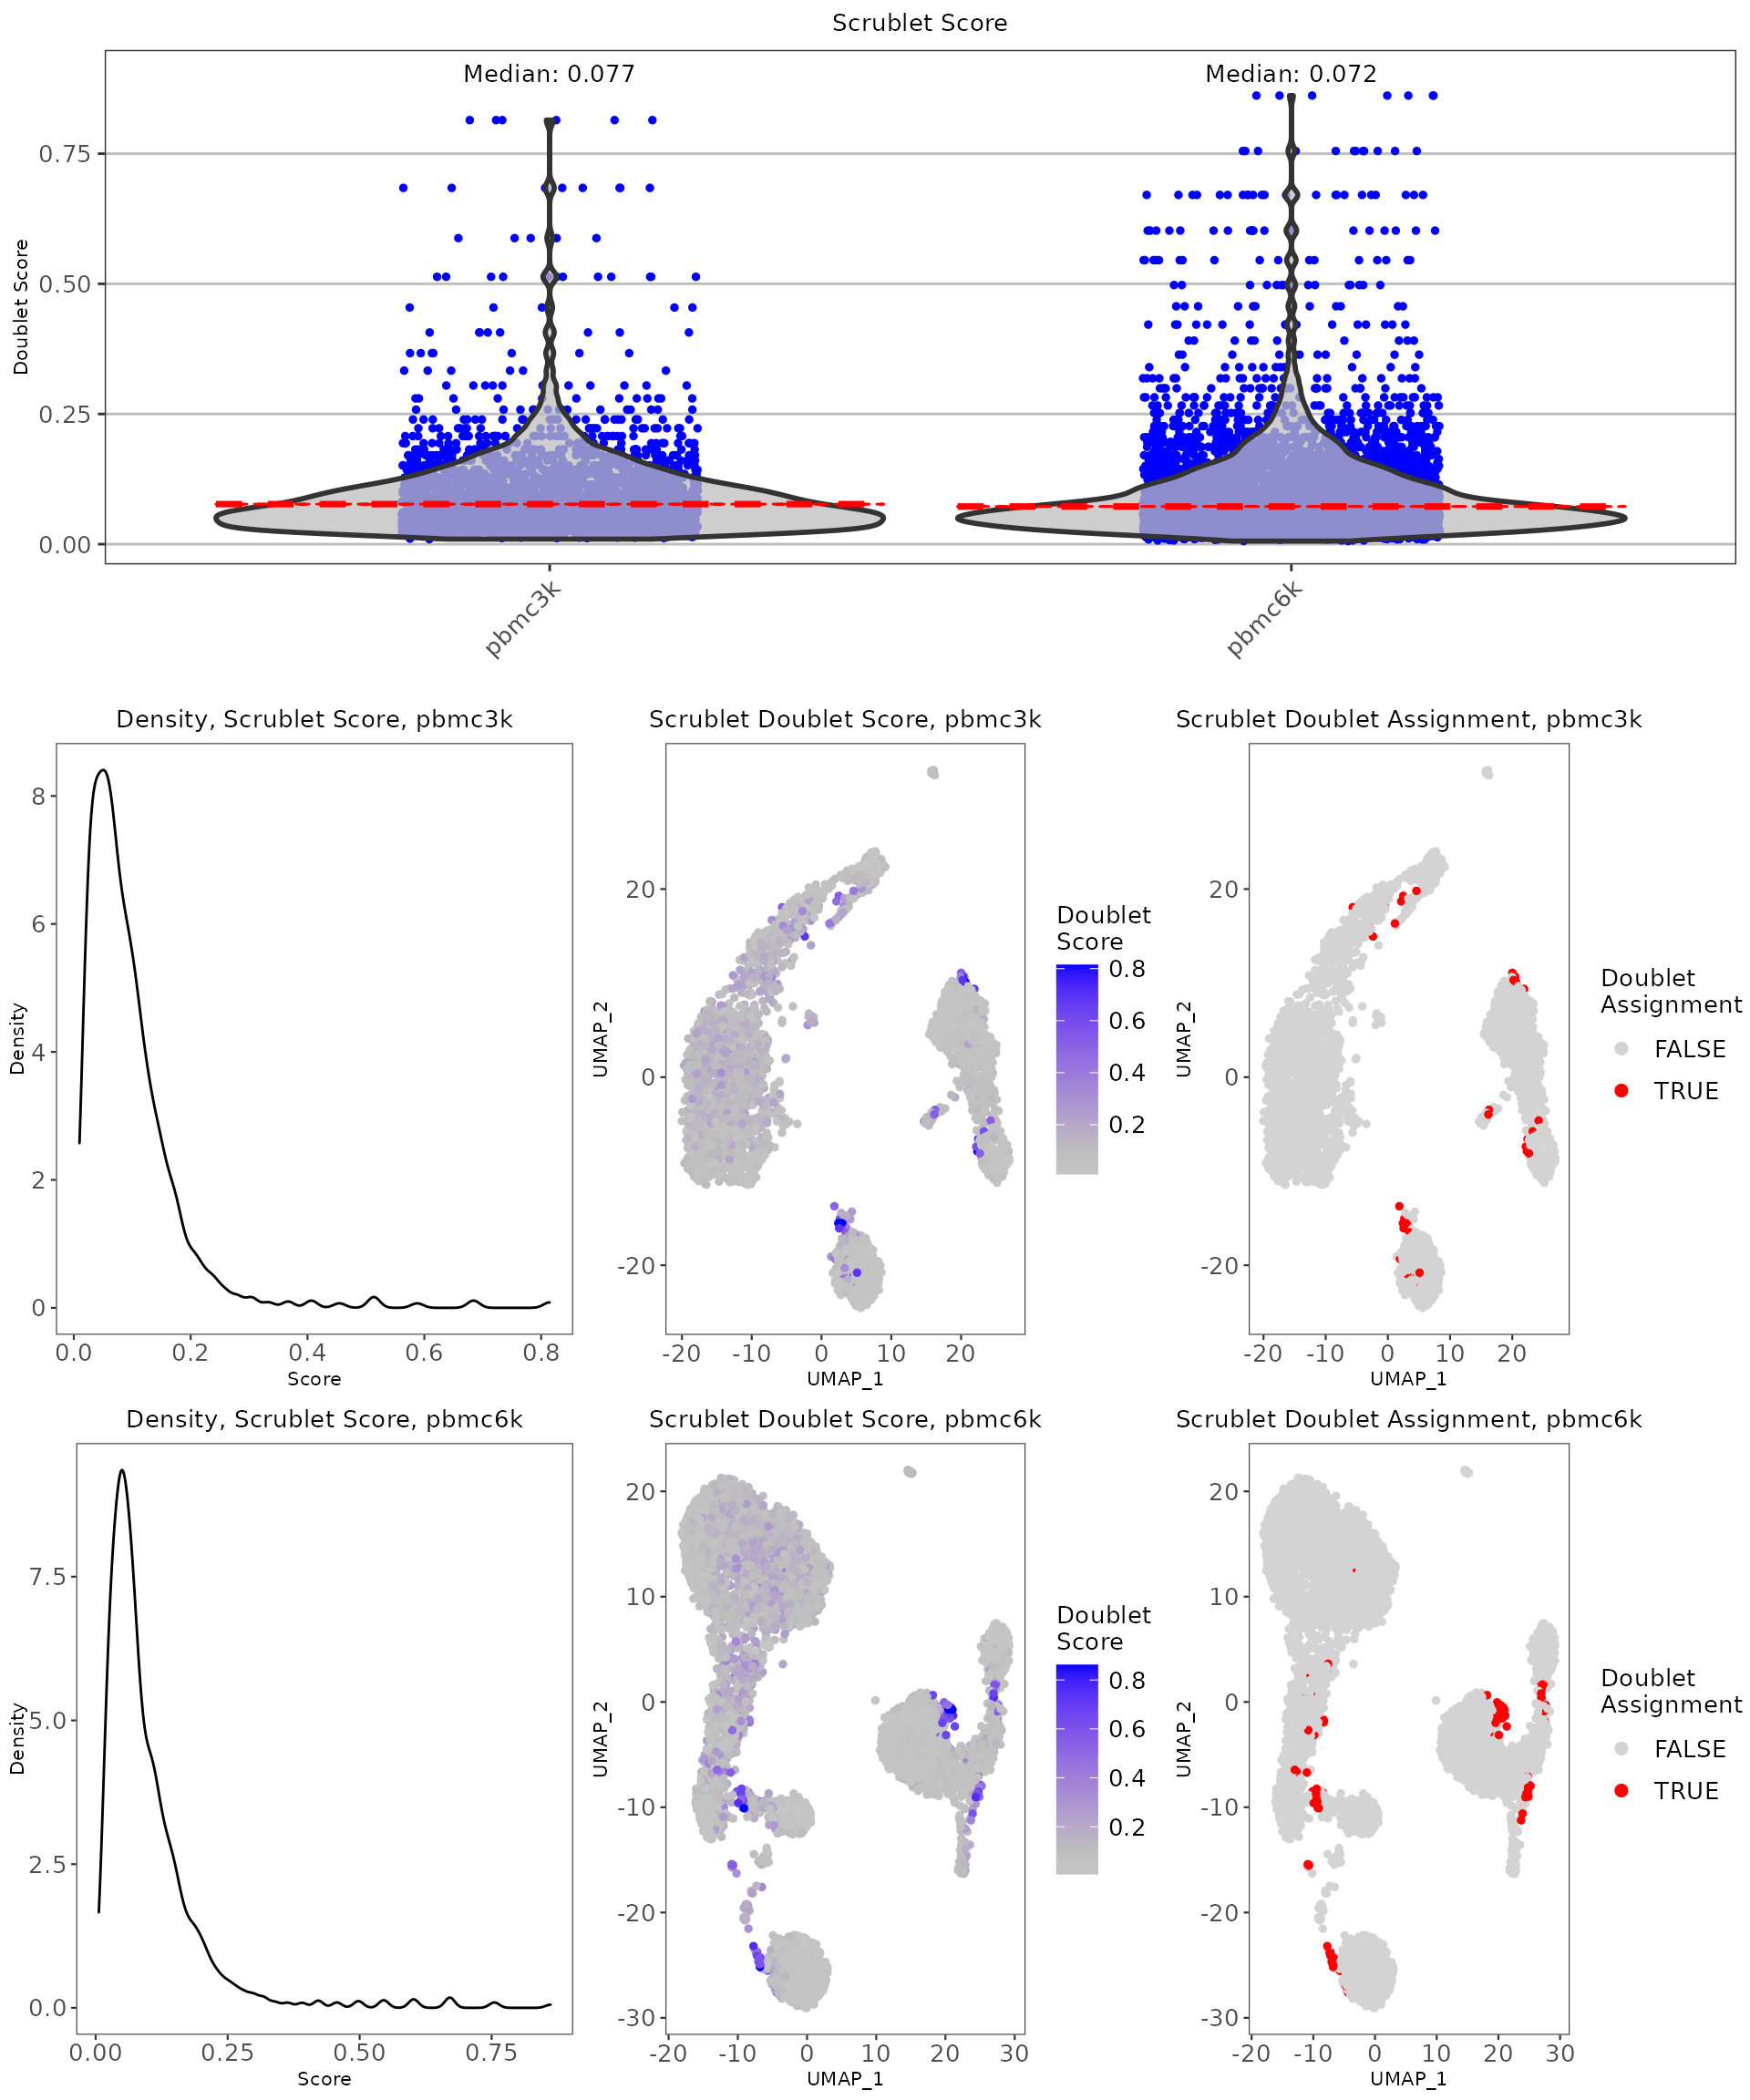 Scrublet Score
Median: 0.077
Median: 0.072
Doublet Score
0.75
0.50
0.25
0.00
pbmc3k
pbmc6k
Density, Scrublet Score, pbmc3k
Density
8
6
4
2
0
0.0 0.2 0.4 0.6 0.8
Score
Scrublet Doublet Score, pbmc3k
UMAP_2
20
0
-20
-20 -10 0 10 20
UMAP_1
Doublet
Score
0.8
0.6
0.4
0.2
Scrublet Doublet Assignment, pbmc3k
UMAP_2
20
0
-20
-20 -10 0 10 20
UMAP_1
Doublet
Assignment
FALSE
TRUE
Density, Scrublet Score, pbmc6k
Density
7.5
5.0
2.5
0.0
0.00 0.25 0.50 0.75
Score
Scrublet Doublet Score, pbmc6k
UMAP_2
20
10
0
-10
-20
-30
-20 -10 0 10 20 30
UMAP_1
Doublet
Score
0.8
0.6
0.4
0.2
Scrublet Doublet Assignment, pbmc6k
UMAP_2
20
10
0
-10
-20
-30
-20 -10 0 10 20 30
UMAP_1
Doublet
Assignment
FALSE
TRUE